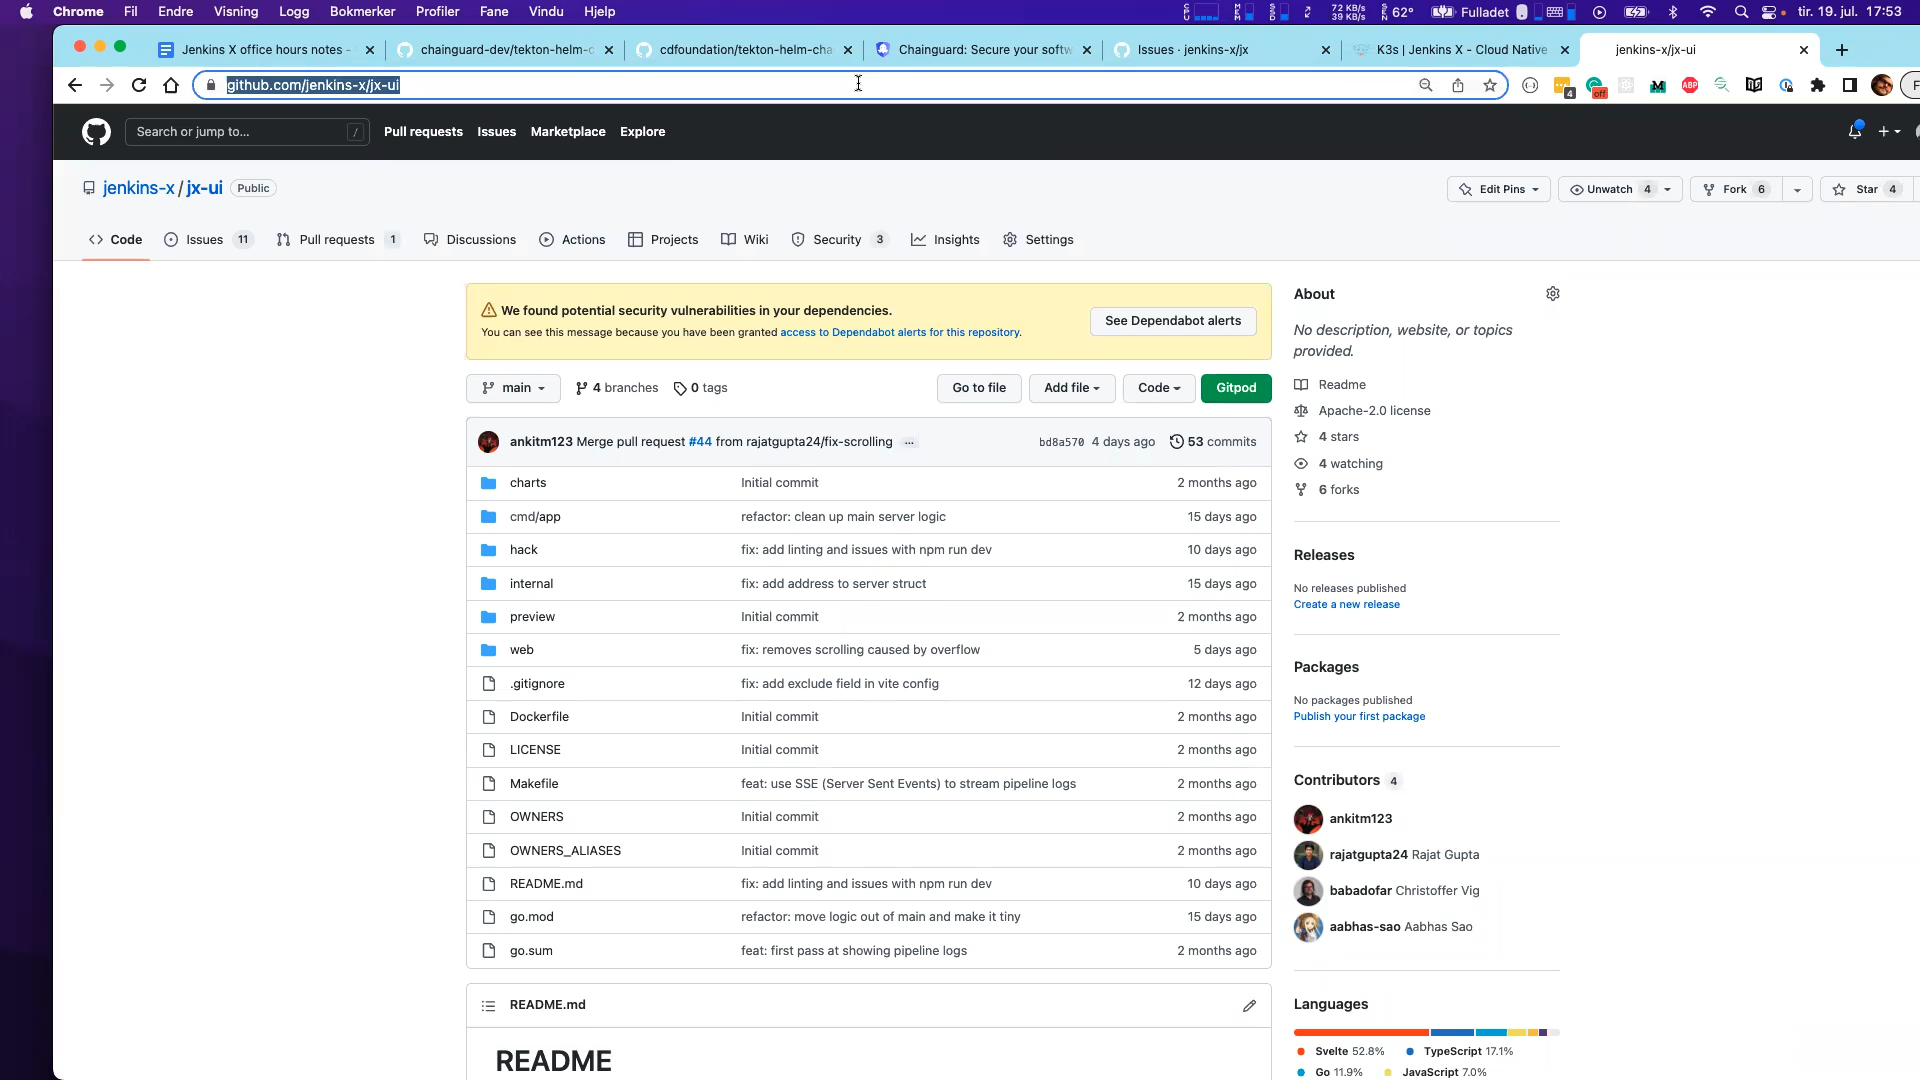 Chrome Fil Endre Visning Logg Bokmerker Profiler Fane Vindu Hjelp 72 KB/s 39 KB/s 62° Fulladet tir. 19. jul. 17:53
Jenkins X office hours notes - chainguard-dev/tekton-helm-c cdfoundation/tekton-helm-cha Chainguard: Secure your softw Issues · jenkins-x/jx K3s | Jenkins X - Cloud Native jenkins-x/jx-ui
github.com/jenkins-x/jx-ui
Search or jump to... / Pull requests Issues Marketplace Explore
jenkins-x / jx-ui Public Edit Pins Unwatch 4 Fork 6 Star 4
Code Issues 11 Pull requests 1 Discussions Actions Projects Wiki Security 3 Insights Settings
We found potential security vulnerabilities in your dependencies.
You can see this message because you have been granted access to Dependabot alerts for this repository.
See Dependabot alerts
main 4 branches 0 tags Go to file Add file Code Gitpod
ankitm123 Merge pull request #44 from rajatgupta24/fix-scrolling ... bd8a570 4 days ago 53 commits
charts Initial commit 2 months ago
cmd/app refactor: clean up main server logic 15 days ago
hack fix: add linting and issues with npm run dev 10 days ago
internal fix: add address to server struct 15 days ago
preview Initial commit 2 months ago
web fix: removes scrolling caused by overflow 5 days ago
.gitignore fix: add exclude field in vite config 12 days ago
Dockerfile Initial commit 2 months ago
LICENSE Initial commit 2 months ago
Makefile feat: use SSE (Server Sent Events) to stream pipeline logs 2 months ago
OWNERS Initial commit 2 months ago
OWNERS_ALIASES Initial commit 2 months ago
README.md fix: add linting and issues with npm run dev 10 days ago
go.mod refactor: move logic out of main and make it tiny 15 days ago
go.sum feat: first pass at showing pipeline logs 2 months ago
README.md
README
About
No description, website, or topics
provided.
Readme
Apache-2.0 license
4 stars
4 watching
6 forks
Releases
No releases published
Create a new release
Packages
No packages published
Publish your first package
Contributors 4
ankitm123
rajatgupta24 Rajat Gupta
babadofar Christoffer Vig
aabhas-sao Aabhas Sao
Languages
Svelte 52.8% TypeScript 17.1%
Go 11.9% JavaScript 7.0%